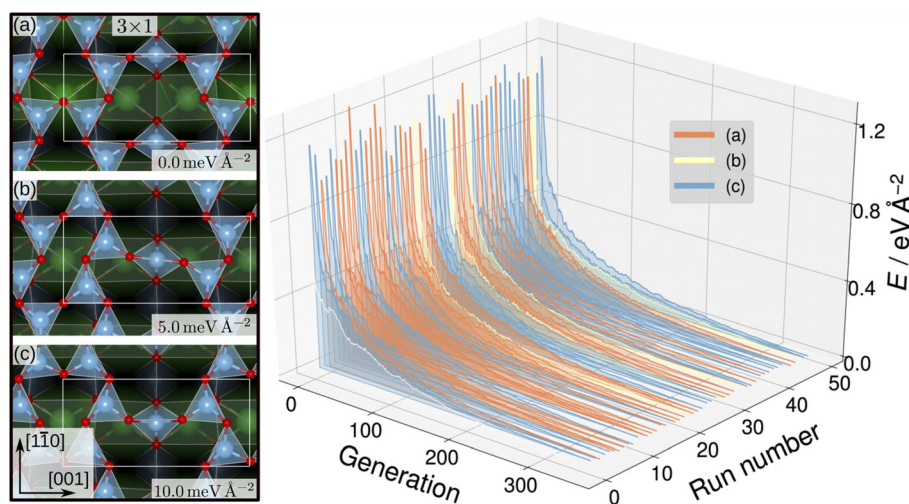 (a)
3×1
0.0 meV Å⁻²
(b)
5.0 meV Å⁻²
(c)
[11̄0]
[001]
10.0 meV Å⁻²
(a)
(b)
(c)
1.2
0.8
0.4
0.0
E / eV Å⁻²
0
100
200
300
Generation
0
10
20
30
40
50
Run number